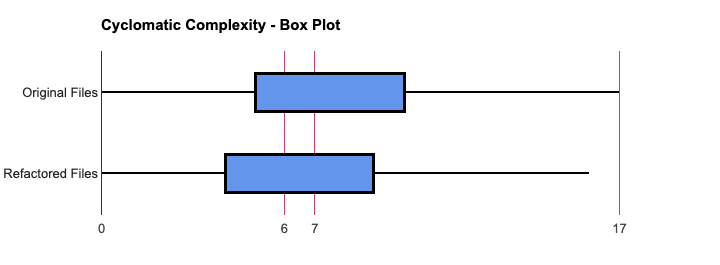 Cyclomatic Complexity - Box Plot
Original Files
Refactored Files
0 6 7 17